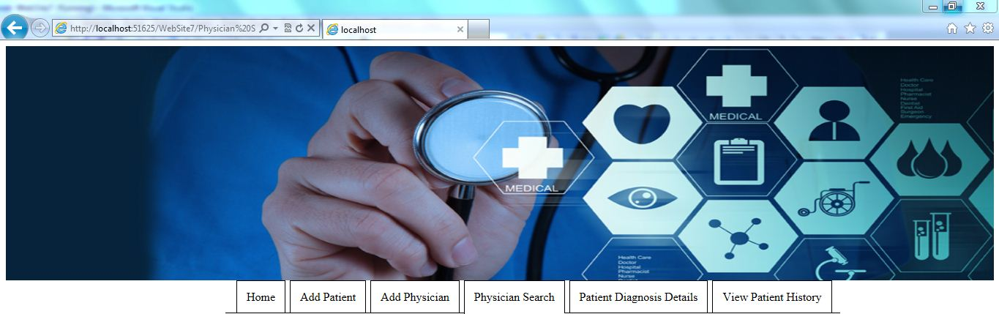 http://localhost:51625/WebSite7/Physician%20S
localhost
MEDICAL
Health Care
Doctor
Hospital
Pharmacist
Nurse
Dentist
First Aid
Surgeon
Emergency
MEDICAL
Health Care
Doctor
Hospital
Pharmacist
Nurse
Home Add Patient Add Physician Physician Search Patient Diagnosis Details View Patient History